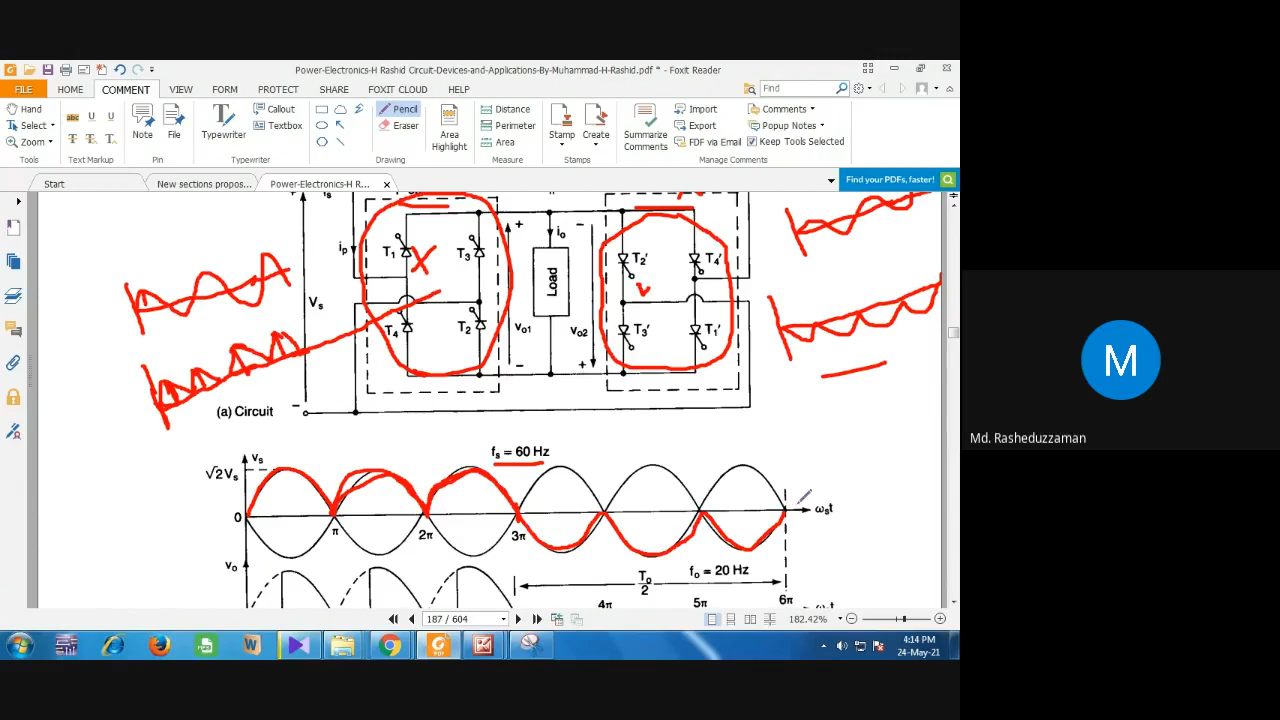 Power-Electronics-H Rashid Circuit-Devices-and-Applications-By-Muhammad-H-Rashid.pdf * - Foxit Reader
FILE HOME COMMENT VIEW FORM PROTECT SHARE FOXIT CLOUD HELP
Find
Hand
Select
Zoom
Tools
Text Markup
Note
File
Pin
Typewriter
Callout
Textbox
Typewriter
Pencil
Eraser
Drawing
Area
Highlight
Distance
Perimeter
Area
Measure
Stamp
Create
Stamps
Summarize
Comments
Import
Export
FDF via Email
Comments
Popup Notes
Keep Tools Selected
Manage Comments
Start
New sections propos...
Power-Electronics-H R...
Find your PDFs, faster!
+ is
ip
T1 X T3
T4 T2
Vs
+ io −
Load
vo1 vo2
− +
T2′ T4′
T3′ T1′
−
(a) Circuit
vs
√2 Vs
fs = 60 Hz
0 π 2π 3π
ωst
vo
To
2
fo = 20 Hz
4π 5π 6π
187 / 604
182.42%
4:14 PM
24-May-21
M
Md. Rasheduzzaman